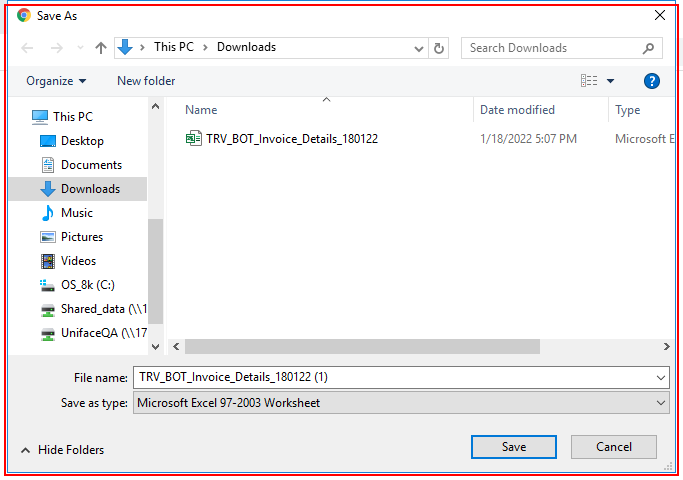 Save As
This PC
Downloads
Search Downloads
Organize
New folder
?
Name
Date modified
Type
This PC
Desktop
Documents
Downloads
Music
Pictures
Videos
OS_8k (C:)
Shared_data (\\1
UnifaceQA (\\17
TRV_BOT_Invoice_Details_180122
1/18/2022 5:07 PM
Microsoft E
File name: TRV_BOT_Invoice_Details_180122 (1)
Save as type: Microsoft Excel 97-2003 Worksheet
Hide Folders
Save
Cancel